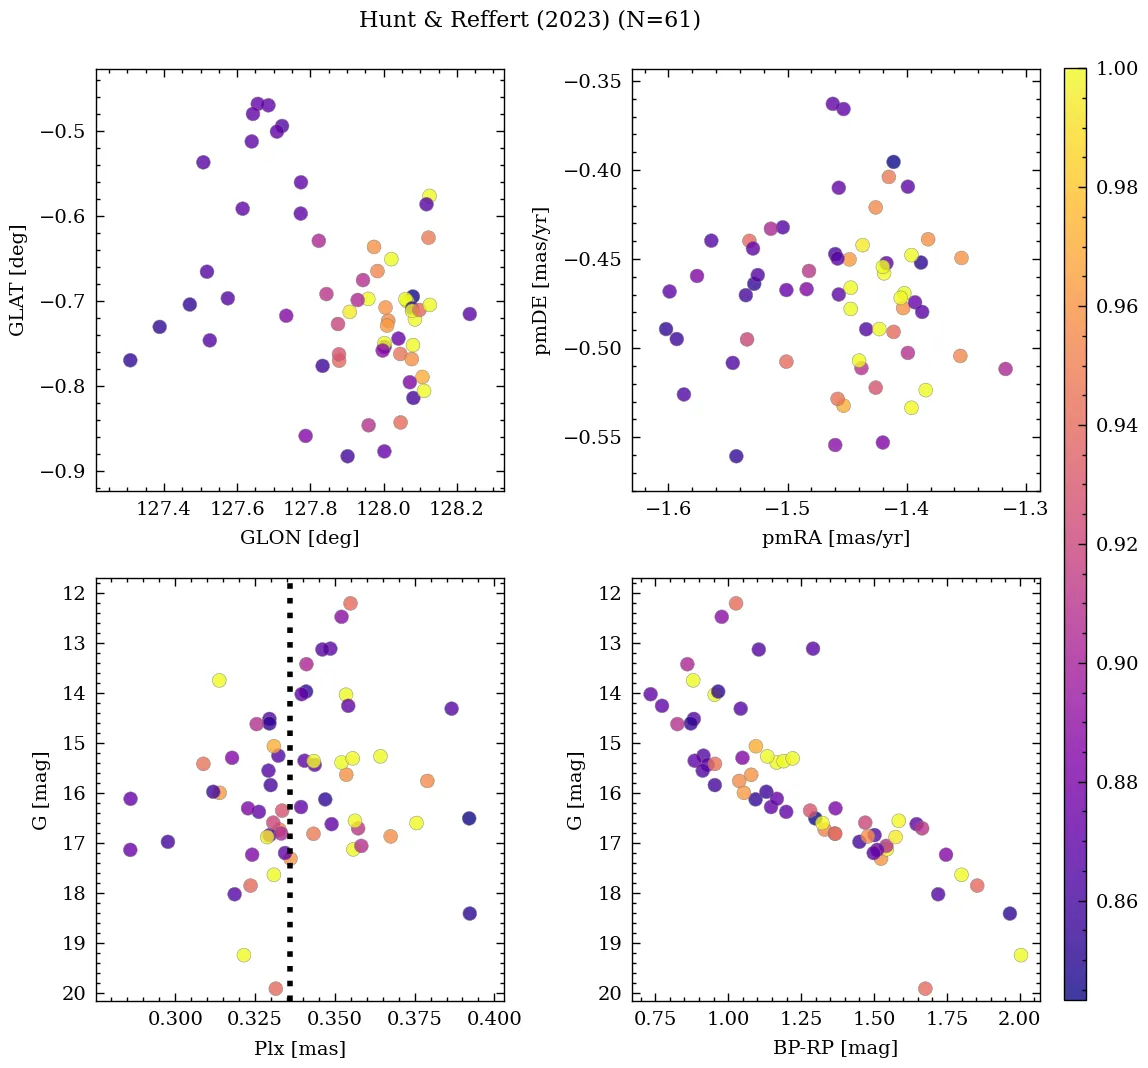 Hunt & Reffert (2023) (N=61)
GLAT [deg]
−0.5
−0.6
−0.7
−0.8
−0.9
127.4 127.6 127.8 128.0 128.2
GLON [deg]
pmDE [mas/yr]
−0.35
−0.40
−0.45
−0.50
−0.55
−1.6 −1.5 −1.4 −1.3
pmRA [mas/yr]
G [mag]
12
13
14
15
16
17
18
19
20
0.300 0.325 0.350 0.375 0.400
Plx [mas]
G [mag]
12
13
14
15
16
17
18
19
20
0.75 1.00 1.25 1.50 1.75 2.00
BP-RP [mag]
1.00
0.98
0.96
0.94
0.92
0.90
0.88
0.86